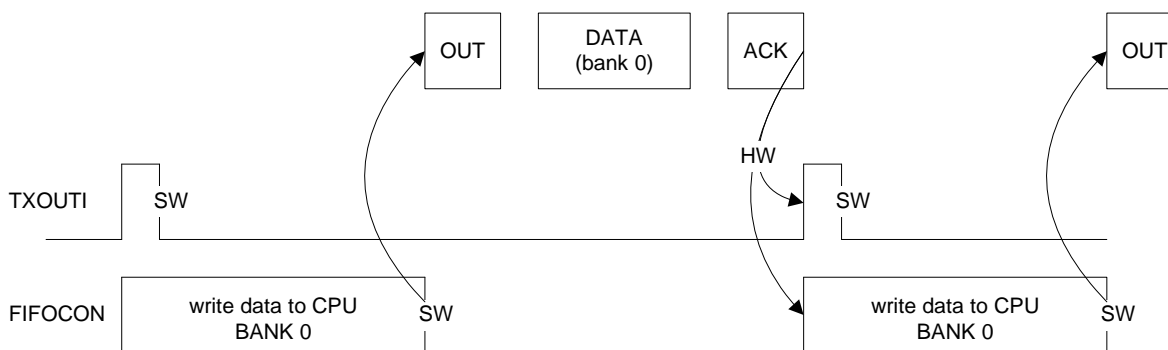 OUT
DATA
(bank 0)
ACK
OUT
HW
TXOUTI
SW
SW
FIFOCON
write data to CPU
BANK 0
SW
write data to CPU
BANK 0
SW